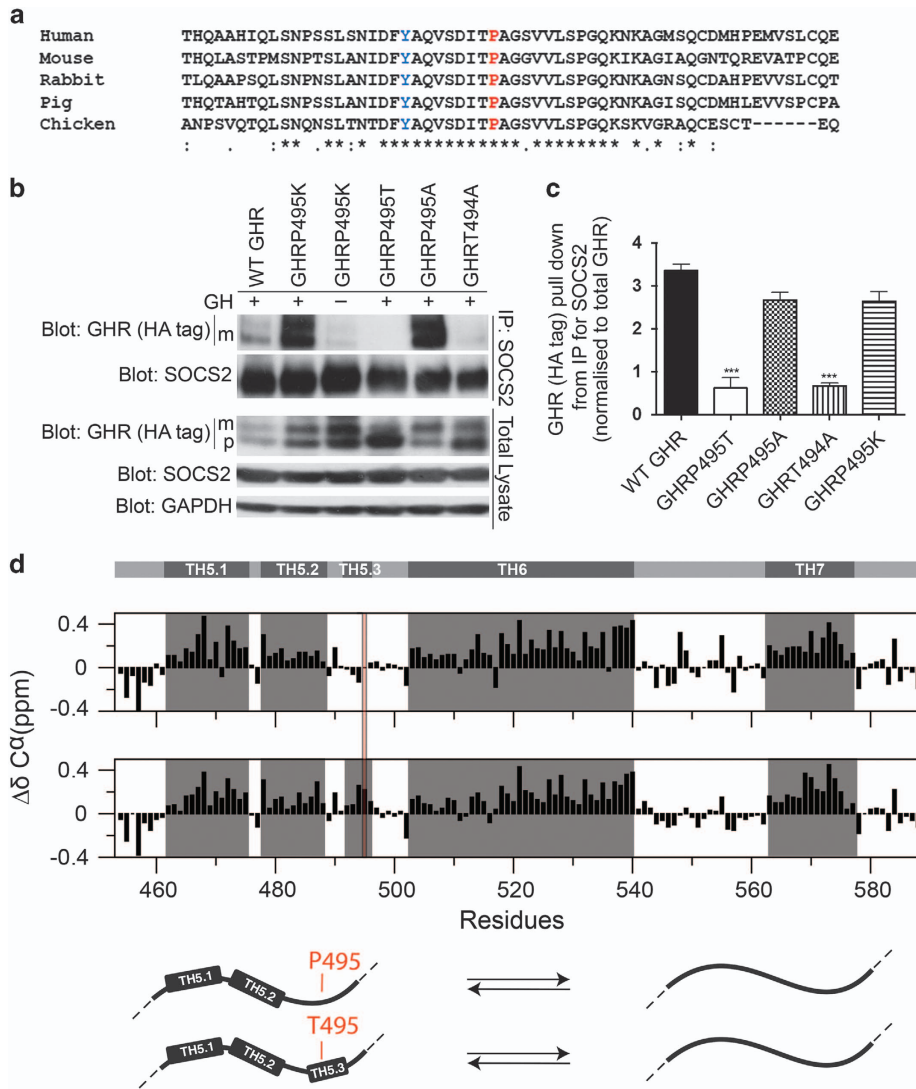 a
Human THQAAHIQLSNPSSLSNIDFYAQVSDITPAGSVVLSPGQKNKAGMSQCDMHPEMVSLCQE
Mouse THQLASTPMSNPTSLANIDFYAQVSDITPAGGVVLSPGQKIKAGIAQGNTQREVATPCQE
Rabbit TLQAAPSQLSNPNSLANIDFYAQVSDITPAGSVVLSPGQKNKAGNSQCDAHPEVVSLCQT
Pig THQTAHTQLSNPSSLANIDFYAQVSDITPAGSVVLSPGQKNKAGISQCDMHLEVVSPCPA
Chicken ANPSVQTQLSNQNSLTNTDFYAQVSDITPAGSVVLSPGQKSKVGRAQCESCT------EQ
: . :** .**: * **************.******** *.* :* :
b
WT GHR
GHRP495K
GHRP495K
GHRP495T
GHRP495A
GHRT494A
GH + + – + + +
Blot: GHR (HA tag) m
Blot: SOCS2
IP: SOCS2
Blot: GHR (HA tag) m
p
Blot: SOCS2
Blot: GAPDH
Total Lysate
c
GHR (HA tag) pull down
from IP for SOCS2
(normalised to total GHR)
4
3
2
1
0
***
***
WT GHR
GHRP495T
GHRP495A
GHRT494A
GHRP495K
d
TH5.1 TH5.2 TH5.3 TH6 TH7
Δδ Cα(ppm)
0.4
0
-0.4
0.4
0
-0.4
460 480 500 520 540 560 580
Residues
P495
TH5.1 TH5.2
T495
TH5.1 TH5.2 TH5.3